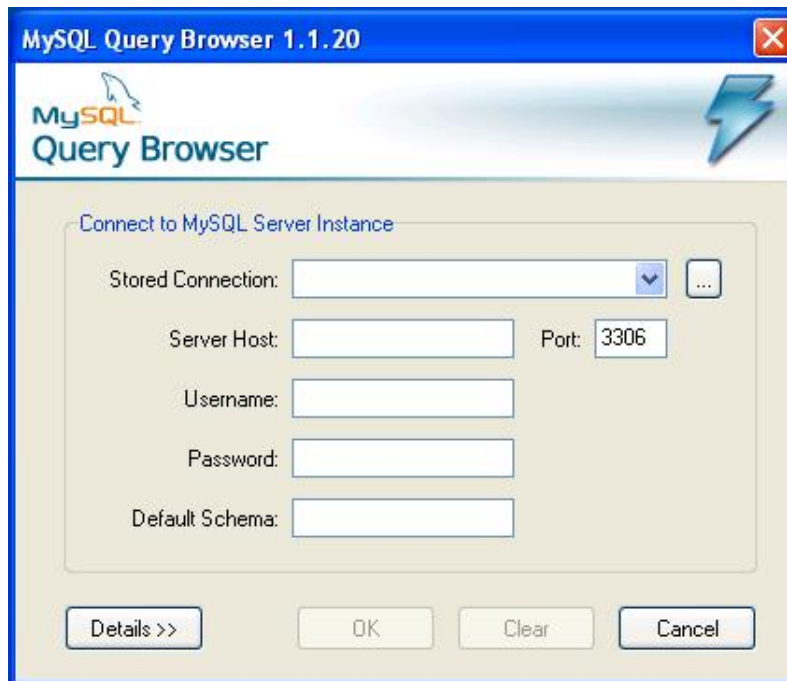 MySQL Query Browser 1.1.20
MySQL
Query Browser
Connect to MySQL Server Instance
Stored Connection:
...
Server Host:
Port: 3306
Username:
Password:
Default Schema:
Details >>
OK
Clear
Cancel